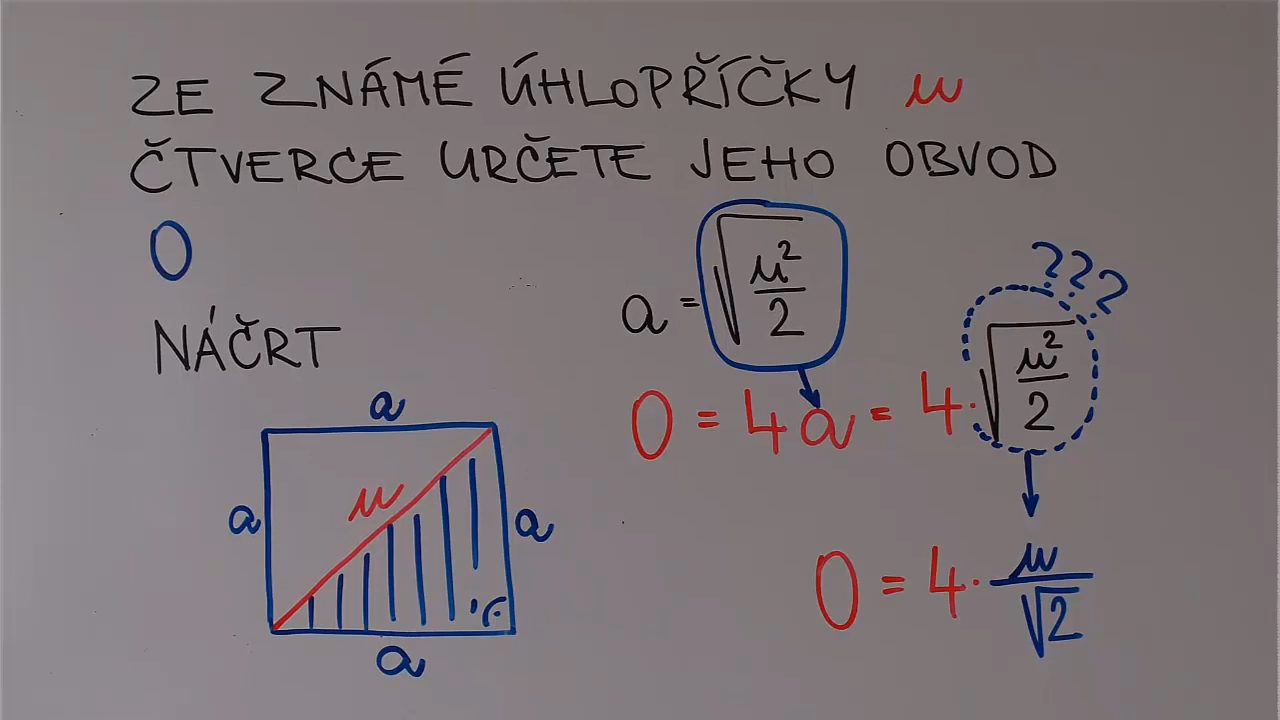 ZE ZNÁMÉ ÚHLOPŘÍČKY u
ČTVERCE URČETE JEHO OBVOD
O
NÁČRT
a
a
u
a
a
a = √(u²/2)
???
O = 4a = 4·√(u²/2)
O = 4·u/√2